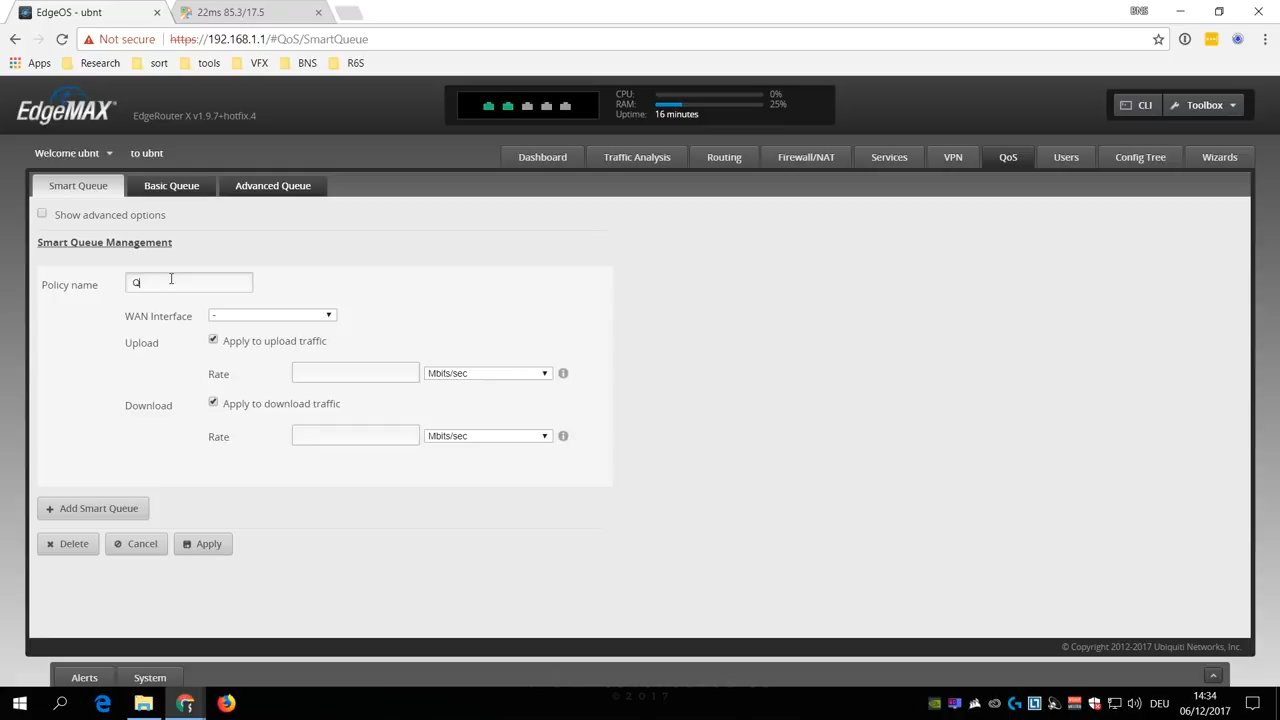 EdgeOS - ubnt
22ms 85.3/17.5
BNS
Not secure
https://192.168.1.1/#QoS/SmartQueue
Apps
Research
sort
tools
VFX
BNS
R6S
EdgeMAX
EdgeRouter X v1.9.7+hotfix.4
CPU:
0%
RAM:
25%
Uptime:
16 minutes
CLI
Toolbox
Welcome ubnt
to ubnt
Dashboard
Traffic Analysis
Routing
Firewall/NAT
Services
VPN
QoS
Users
Config Tree
Wizards
Smart Queue
Basic Queue
Advanced Queue
Show advanced options
Smart Queue Management
Policy name
Q
WAN Interface
-
Upload
Apply to upload traffic
Rate
Mbits/sec
Download
Apply to download traffic
Rate
Mbits/sec
+ Add Smart Queue
Delete
Cancel
Apply
© Copyright 2012-2017 Ubiquiti Networks, Inc.
Alerts
System
© 2017
DEU
14:34
06/12/2017